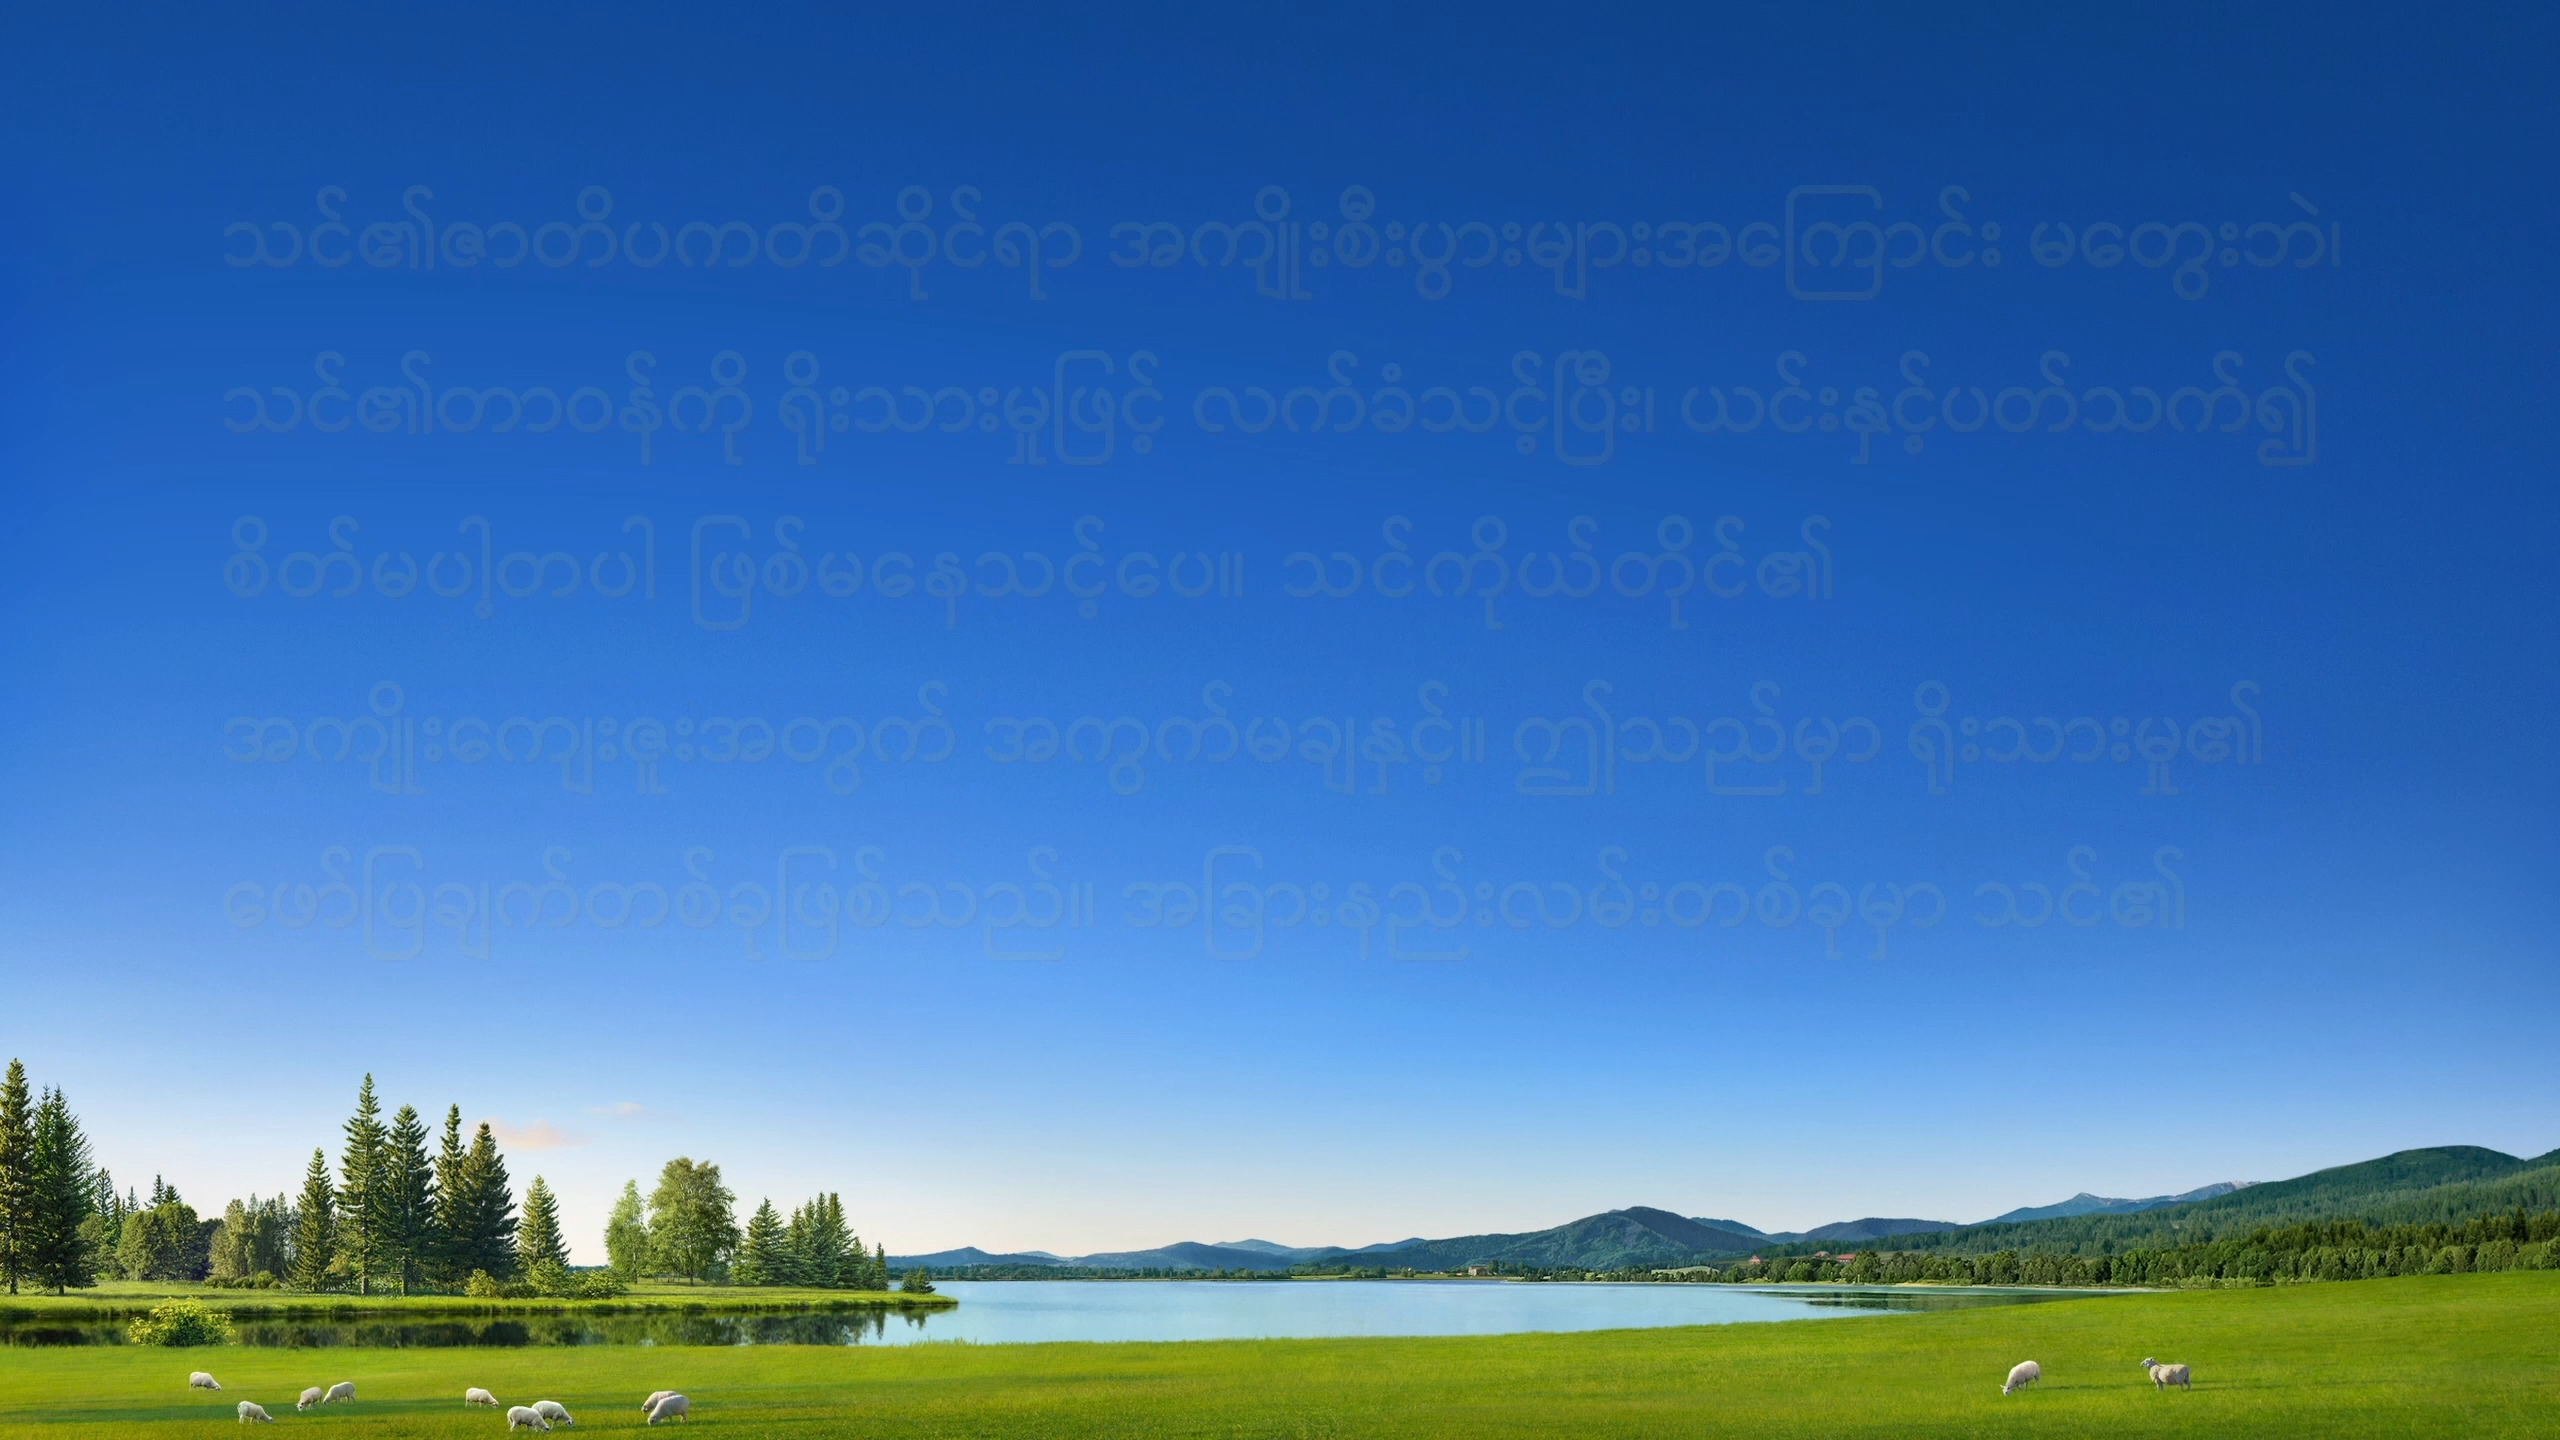 သင်၏ဇာတိပကတိဆိုင်ရာ အကျိုးစီးပွားများအကြောင်း မတွေးဘဲ၊
သင်၏တာဝန်ကို ရိုးသားမှုဖြင့် လက်ခံသင့်ပြီး၊ ယင်းနှင့်ပတ်သက်၍
စိတ်မပါ့တပါ ဖြစ်မနေသင့်ပေ။ သင်ကိုယ်တိုင်၏
အကျိုးကျေးဇူးအတွက် အကွက်မချနှင့်။ ဤသည်မှာ ရိုးသားမှု၏
ဖော်ပြချက်တစ်ခုဖြစ်သည်။ အခြားနည်းလမ်းတစ်ခုမှာ သင်၏